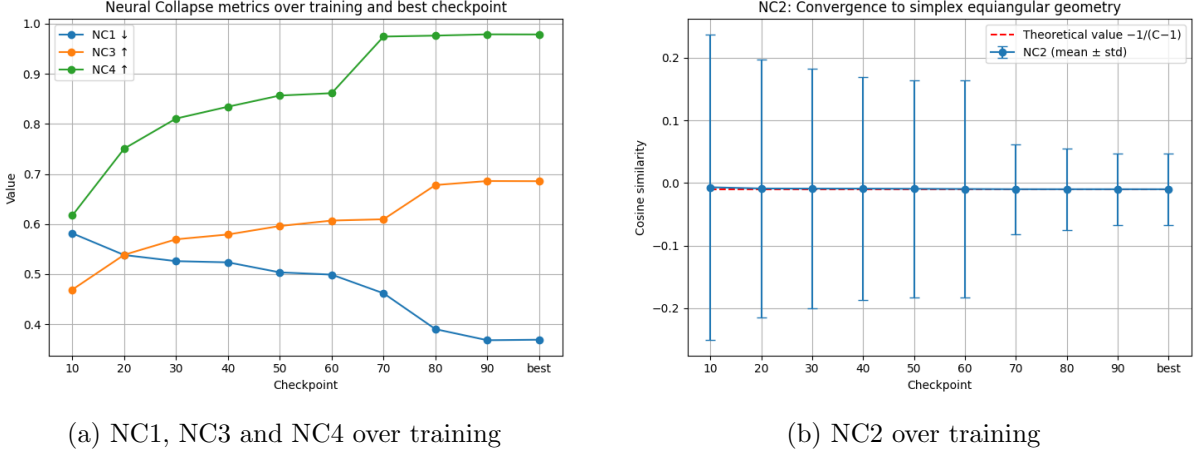 Neural Collapse metrics over training and best checkpoint
NC1 ↓
NC3 ↑
NC4 ↑
1.0
0.9
0.8
0.7
0.6
0.5
0.4
Value
10 20 30 40 50 60 70 80 90 best
Checkpoint
(a) NC1, NC3 and NC4 over training
NC2: Convergence to simplex equiangular geometry
Theoretical value −1/(C−1)
NC2 (mean ± std)
0.2
0.1
0.0
−0.1
−0.2
Cosine similarity
10 20 30 40 50 60 70 80 90 best
Checkpoint
(b) NC2 over training